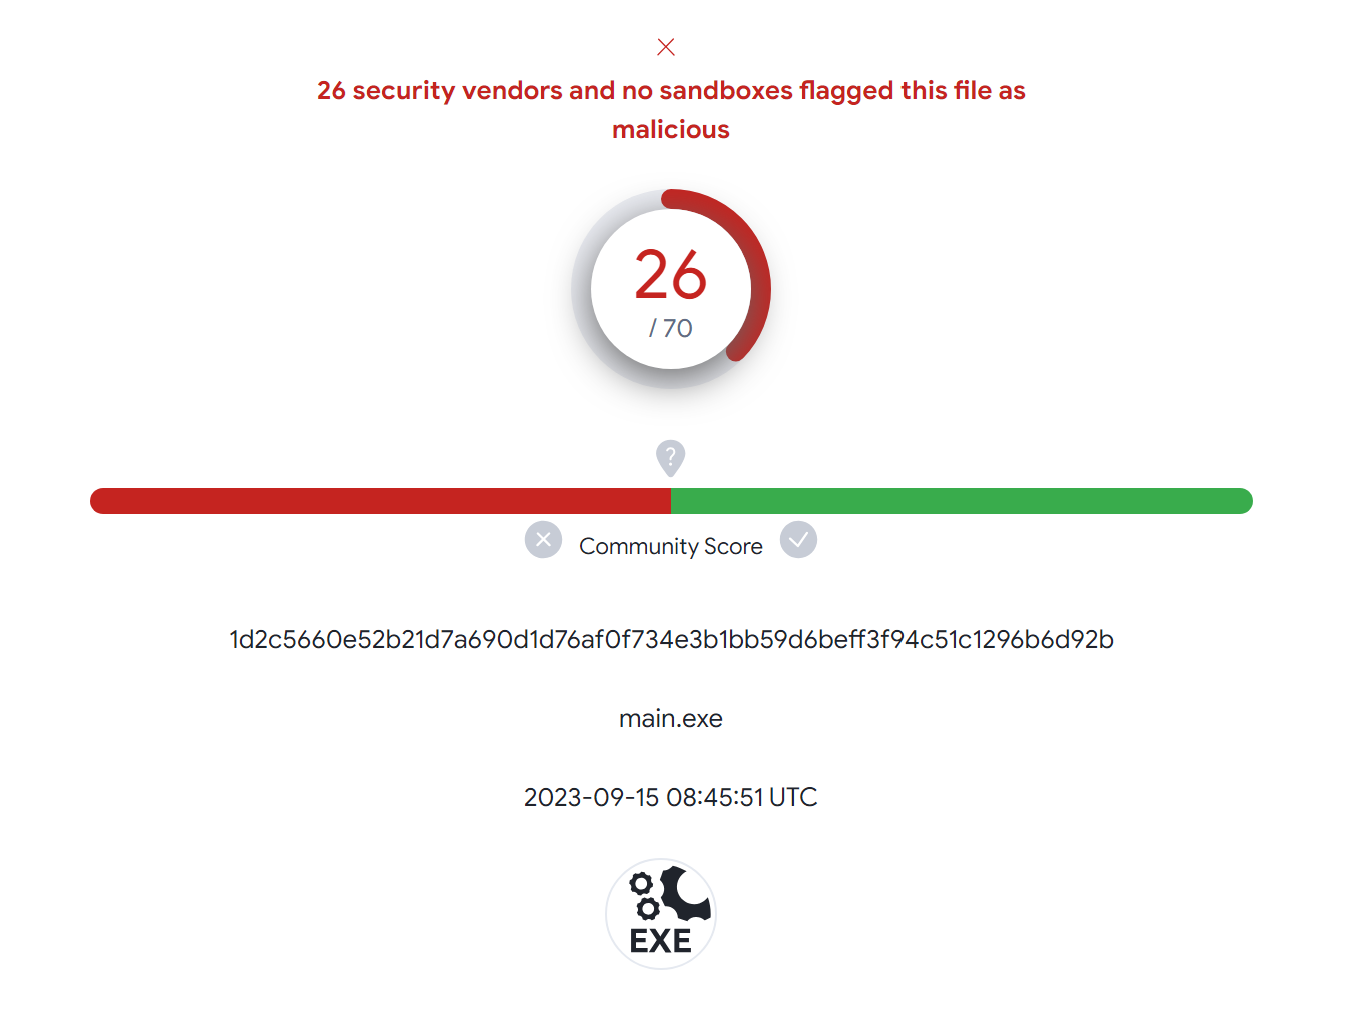 26 security vendors and no sandboxes flagged this file as
malicious
26
/ 70
?
Community Score
1d2c5660e52b21d7a690d1d76af0f734e3b1bb59d6beff3f94c51c1296b6d92b
main.exe
2023-09-15 08:45:51 UTC
EXE